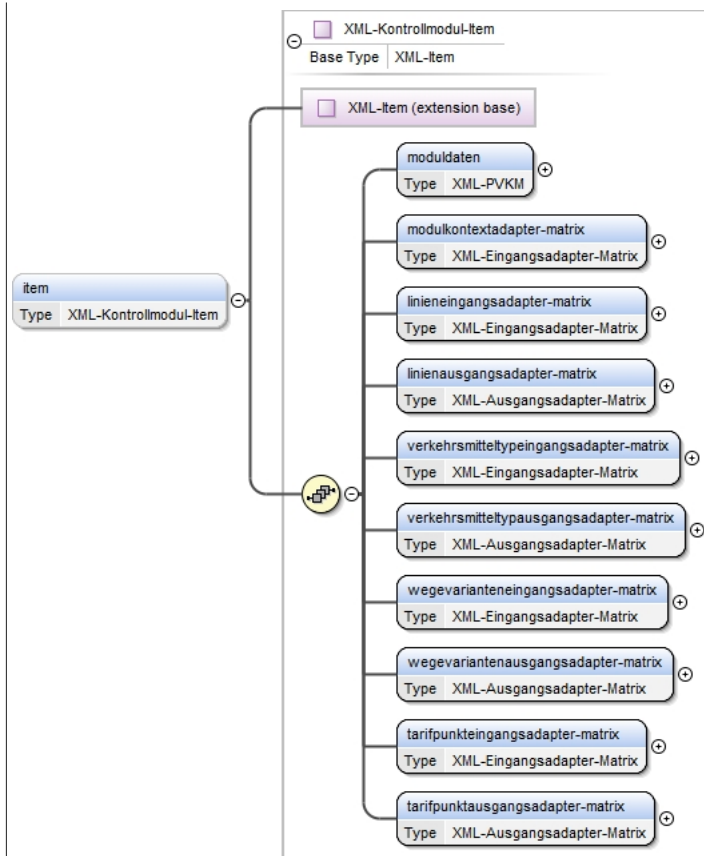 XML-Kontrollmodul-Item
Base Type XML-Item
XML-Item (extension base)
moduldaten
Type XML-PVKM
modulkontextadapter-matrix
Type XML-Eingangsadapter-Matrix
item
Type XML-Kontrollmodul-Item
linieneingangsadapter-matrix
Type XML-Eingangsadapter-Matrix
linienausgangsadapter-matrix
Type XML-Ausgangsadapter-Matrix
verkehrsmitteltypeingangsadapter-matrix
Type XML-Eingangsadapter-Matrix
verkehrsmitteltypausgangsadapter-matrix
Type XML-Ausgangsadapter-Matrix
wegevarianteneingangsadapter-matrix
Type XML-Eingangsadapter-Matrix
wegevariantenausgangsadapter-matrix
Type XML-Ausgangsadapter-Matrix
tarifpunkteingangsadapter-matrix
Type XML-Eingangsadapter-Matrix
tarifpunktausgangsadapter-matrix
Type XML-Ausgangsadapter-Matrix